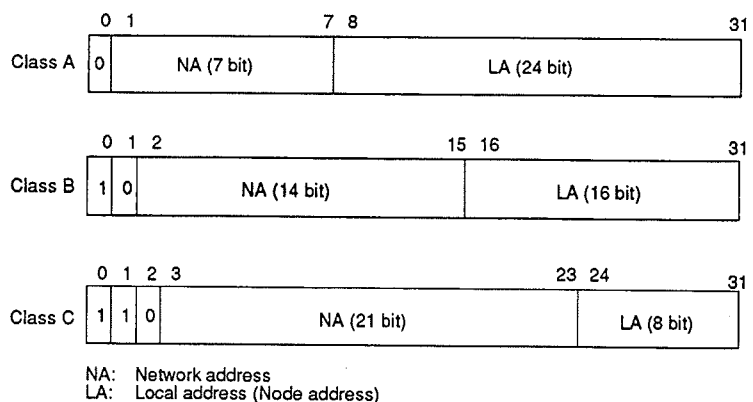 0 1 7 8 31
Class A 0 NA (7 bit) LA (24 bit)
0 1 2 15 16 31
Class B 1 0 NA (14 bit) LA (16 bit)
0 1 2 3 23 24 31
Class C 1 1 0 NA (21 bit) LA (8 bit)
NA: Network address
LA: Local address (Node address)